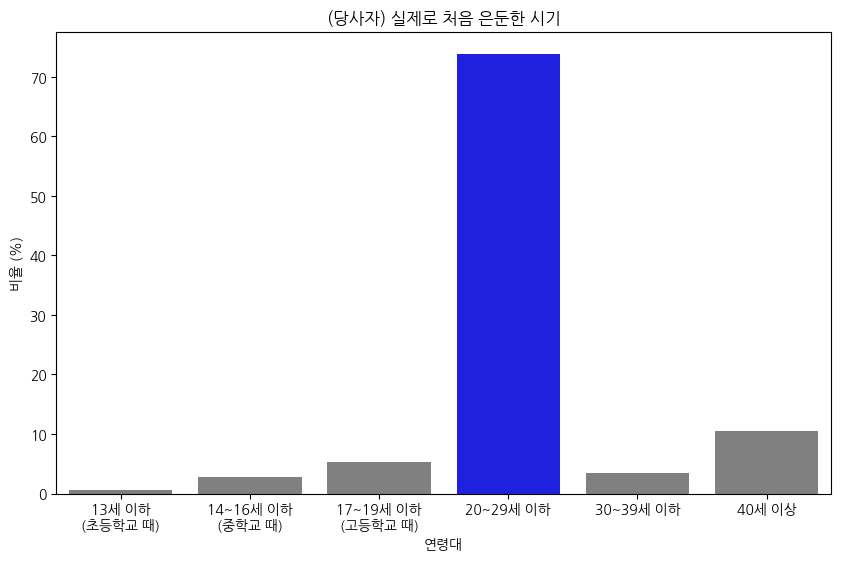 (당사자) 실제로 처음 은둔한 시기
비율 (%)
70
60
50
40
30
20
10
0
13세 이하
(초등학교 때)
14~16세 이하
(중학교 때)
17~19세 이하
(고등학교 때)
20~29세 이하
30~39세 이하
40세 이상
연령대